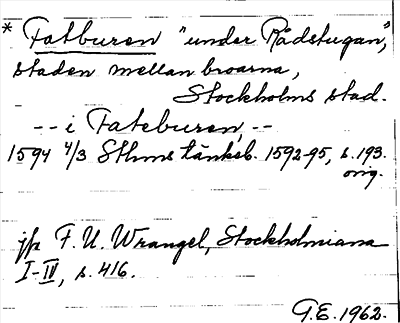 * Fatburen "under Rådstugan",
staden mellan broarna,
Stockholms stad.
-- i Fateburen, --
1594 4/3 Sthms tänkeb. 1592-95, s. 193.
orig.
jfr F. U. Wrangel, Stockholmiana
I-IV, s. 416.
G.E. 1962.